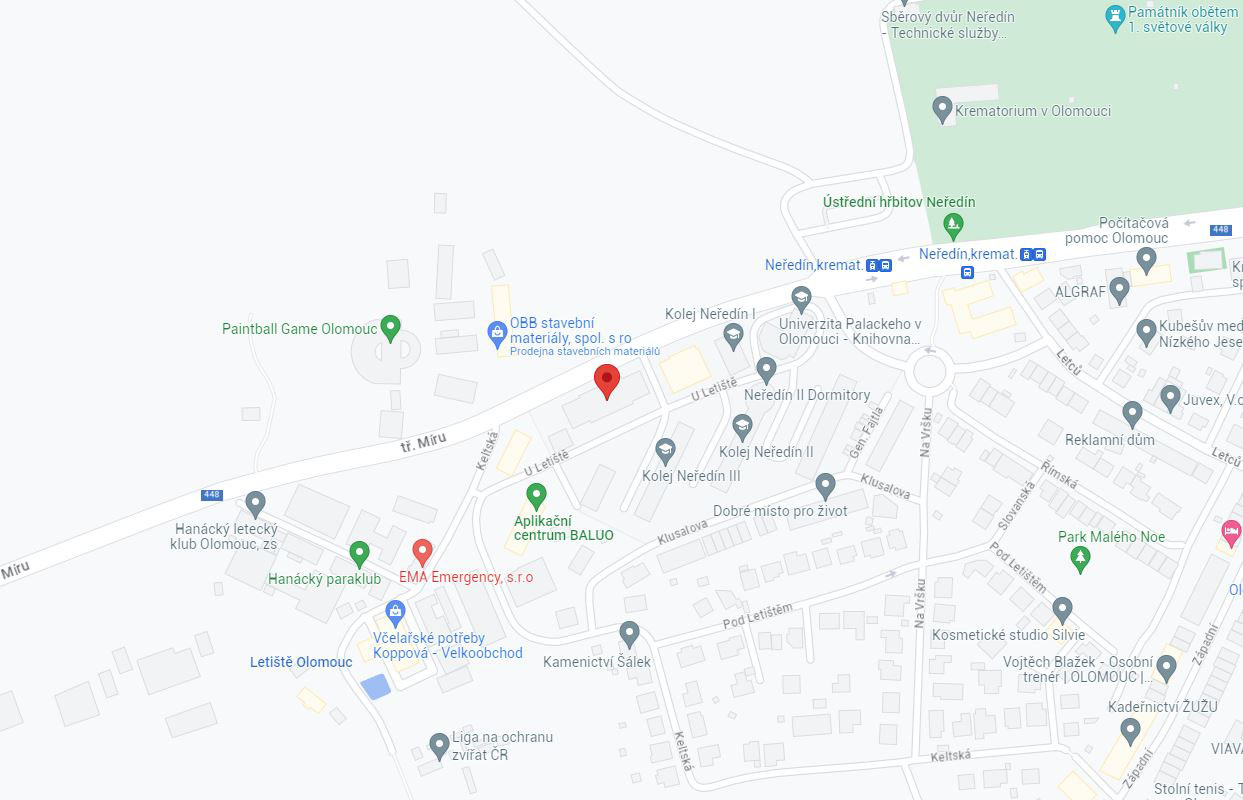 Sběrový dvůr Neředín
- Technické služby...
Památník obětem
1. světové války
Krematorium v Olomouci
Ústřední hřbitov Neředín
Počítačová
pomoc Olomouc
448
Neředín,kremat.
Neředín,kremat.
ALGRAF
Kolej Neředín I
Univerzita Palackeho v
Olomouci - Knihovna...
Paintball Game Olomouc
OBB stavební
materiály, spol. s ro
Prodejna stavebních materiálů
Kubešův med
Nízkého Jese
Letců
U Letiště
Neředín II Dormitory
Juvex, V.o
Gen. Fajtla
Na Vršku
Reklamní dům
tř. Míru
Keltská
Kolej Neředín II
Letců
U Letiště
Kolej Neředín III
Římská
448
Klusalova
Slovanská
Hanácký letecký
klub Olomouc, zs
Dobré místo pro život
Aplikační
centrum BALUO
Klusalova
Park Malého Noe
Míru
Hanácký paraklub
EMA Emergency, s.r.o
Pod Letištěm
Na Vršku
Pod Letištěm
Včelařské potřeby
Koppová - Velkoobchod
Kosmetické studio Silvie
Západní
Letiště Olomouc
Kamenictví Šálek
Vojtěch Blažek - Osobní
trenér | OLOMOUC |...
Kadeřnictví ŽUŽU
Liga na ochranu
zvířat ČR
Keltská
Keltská
Západní
VIAVA
Stolní tenis - T